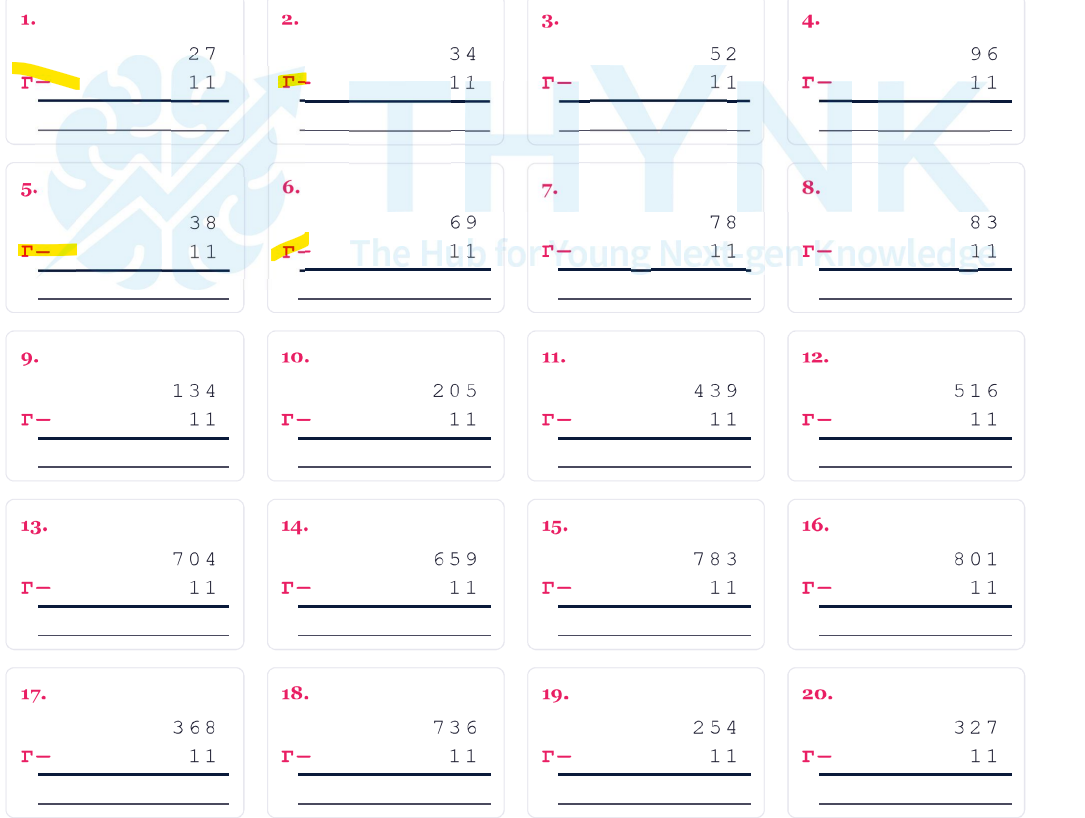 1.
27
Γ− 11
2.
34
Γ− 11
3.
52
Γ− 11
4.
96
Γ− 11
THYNK
The Hub for Young Next-gen Knowledge
5.
38
Γ− 11
6.
69
Γ− 11
7.
78
Γ− 11
8.
83
Γ− 11
9.
134
Γ− 11
10.
205
Γ− 11
11.
439
Γ− 11
12.
516
Γ− 11
13.
704
Γ− 11
14.
659
Γ− 11
15.
783
Γ− 11
16.
801
Γ− 11
17.
368
Γ− 11
18.
736
Γ− 11
19.
254
Γ− 11
20.
327
Γ− 11